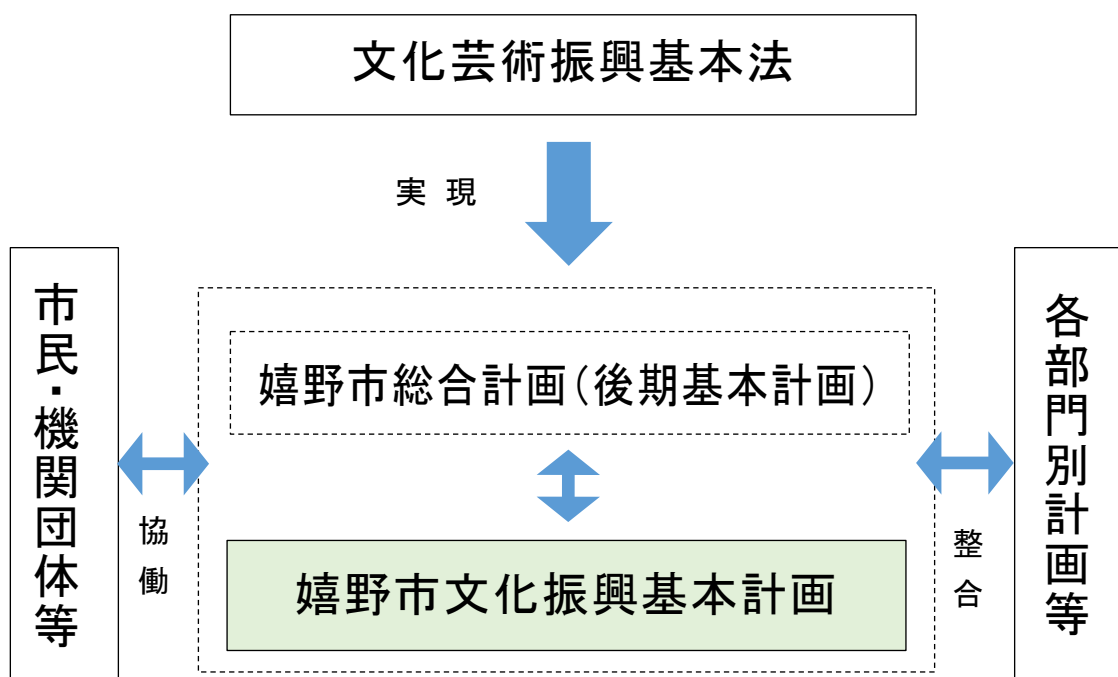 文化芸術振興基本法
実現
市民・機関団体等
協働
嬉野市総合計画（後期基本計画）
嬉野市文化振興基本計画
整合
各部門別計画等